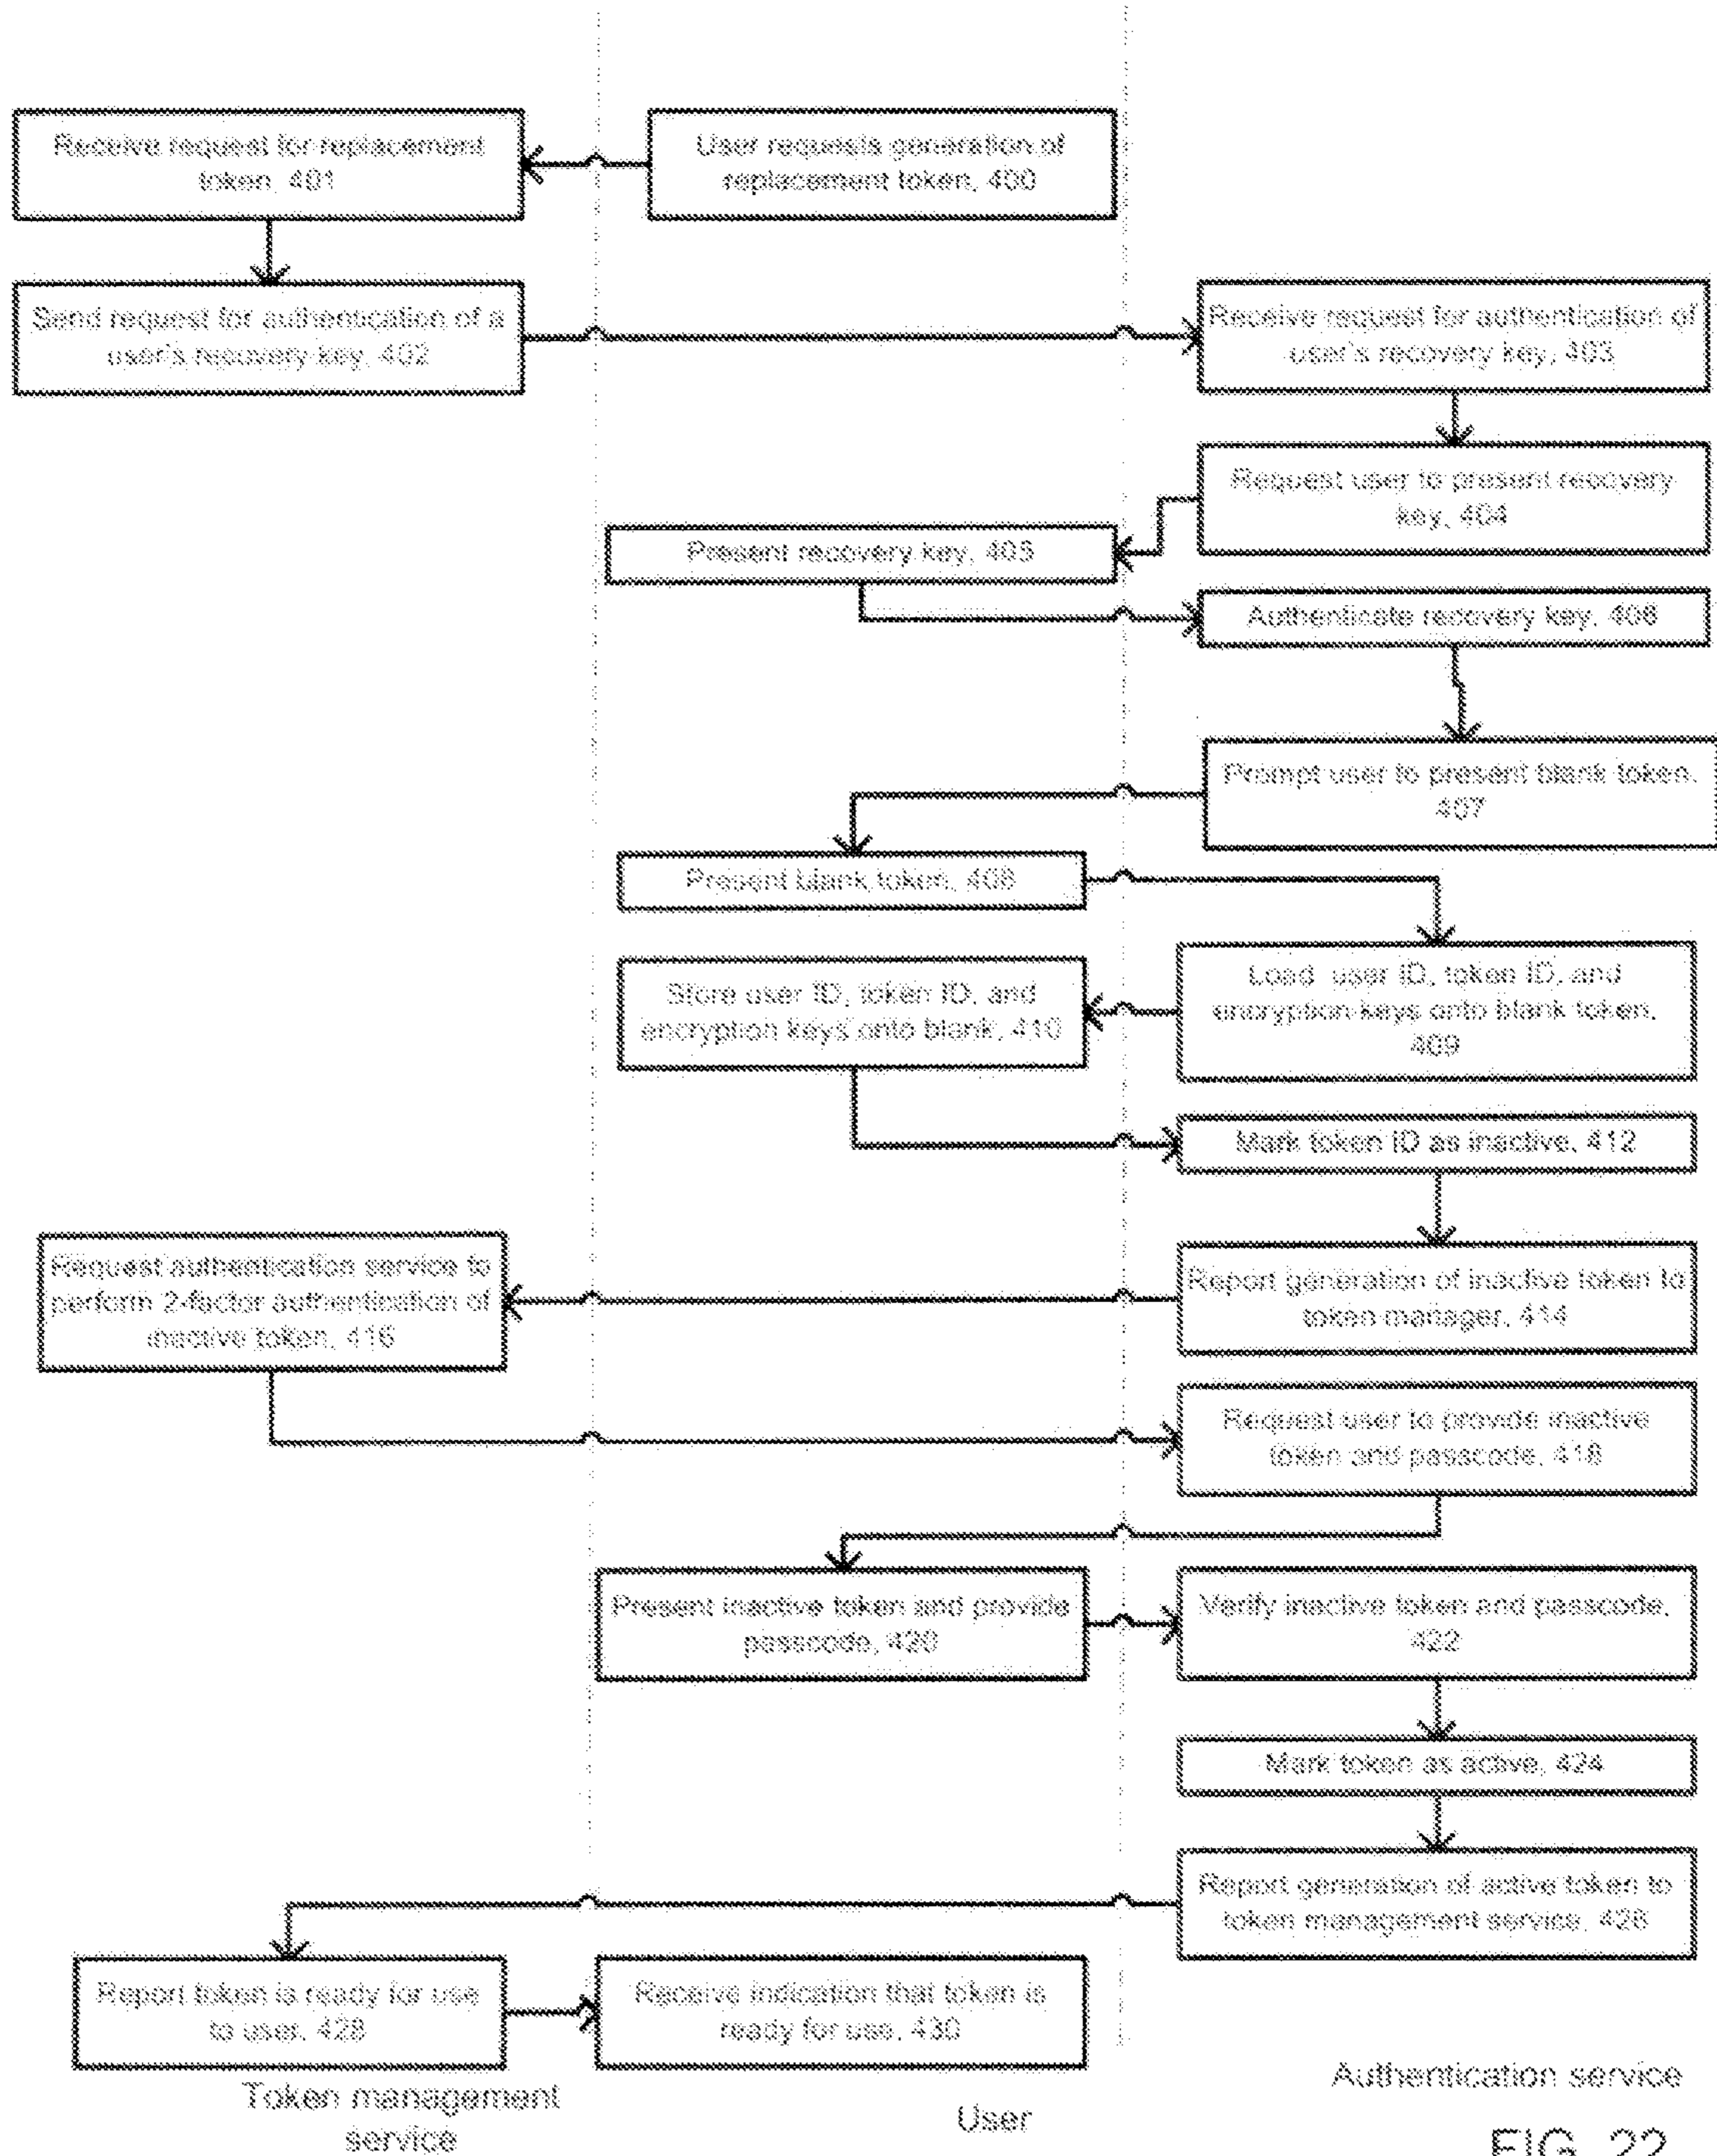 Receive request for replacement
token, 401
User requests generation of
replacement token, 400
Send request for authentication of a
user's recovery key, 402
Receive request for authentication of
user's recovery key, 403
Request user to present recovery
key, 404
Present recovery key, 405
Authenticate recovery key, 406
Prompt user to present blank token,
407
Present blank token, 408
Load user ID, token ID, and
encryption keys onto blank token,
409
Store user ID, token ID, and
encryption keys onto blank, 410
Mark token ID as inactive, 412
Report generation of inactive token to
token manager, 414
Request authentication service to
perform 2-factor authentication of
inactive token, 416
Request user to provide inactive
token and passcode, 418
Present inactive token and provide
passcode, 420
Verify inactive token and passcode,
422
Mark token as active, 424
Report generation of active token to
token management service, 426
Report token is ready for use
to user, 428
Receive indication that token is
ready for use, 430
Token management
service
User
Authentication service
FIG. 22